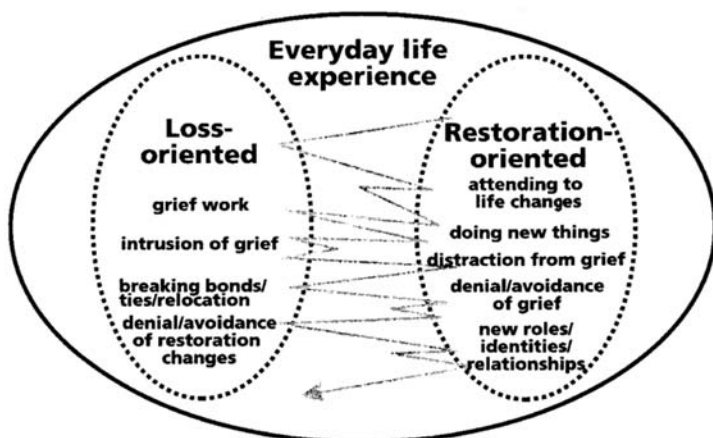 Everyday life
experience
Loss-
oriented
grief work
intrusion of grief
breaking bonds/
ties/relocation
denial/avoidance
of restoration
changes
Restoration-
oriented
attending to
life changes
doing new things
distraction from grief
denial/avoidance
of grief
new roles/
identities/
relationships